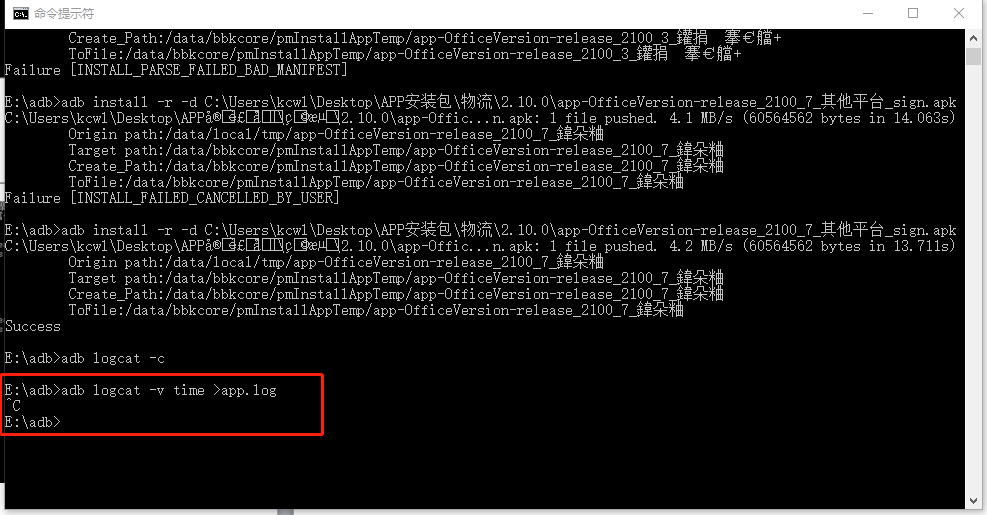 命令提示符
Create_Path:/data/bbkcore/pmInstallAppTemp/app-OfficeVersion-release_2100_3_鑵捐　搴€艡+
ToFile:/data/bbkcore/pmInstallAppTemp/app-OfficeVersion-release_2100_3_鑵捐　搴€艡+
Failure [INSTALL_PARSE_FAILED_BAD_MANIFEST]
E:\adb>adb install -r -d C:\Users\kcwl\Desktop\APP安装包\物流\2.10.0\app-OfficeVersion-release_2100_7_其他平台_sign.apk
C:\Users\kcwl\Desktop\APP\2.10.0\app-Offic...n.apk: 1 file pushed. 4.1 MB/s (60564562 bytes in 14.063s)
Origin path:/data/local/tmp/app-OfficeVersion-release_2100_7_鍏朵粬
Target path:/data/bbkcore/pmInstallAppTemp/app-OfficeVersion-release_2100_7_鍏朵粬
Create_Path:/data/bbkcore/pmInstallAppTemp/app-OfficeVersion-release_2100_7_鍏朵粬
ToFile:/data/bbkcore/pmInstallAppTemp/app-OfficeVersion-release_2100_7_鍏朵粬
Failure [INSTALL_FAILED_CANCELLED_BY_USER]
E:\adb>adb install -r -d C:\Users\kcwl\Desktop\APP安装包\物流\2.10.0\app-OfficeVersion-release_2100_7_其他平台_sign.apk
C:\Users\kcwl\Desktop\APP\2.10.0\app-Offic...n.apk: 1 file pushed. 4.2 MB/s (60564562 bytes in 13.711s)
Origin path:/data/local/tmp/app-OfficeVersion-release_2100_7_鍏朵粬
Target path:/data/bbkcore/pmInstallAppTemp/app-OfficeVersion-release_2100_7_鍏朵粬
Create_Path:/data/bbkcore/pmInstallAppTemp/app-OfficeVersion-release_2100_7_鍏朵粬
ToFile:/data/bbkcore/pmInstallAppTemp/app-OfficeVersion-release_2100_7_鍏朵粬
Success
E:\adb>adb logcat -c
E:\adb>adb logcat -v time >app.log
^C
E:\adb>